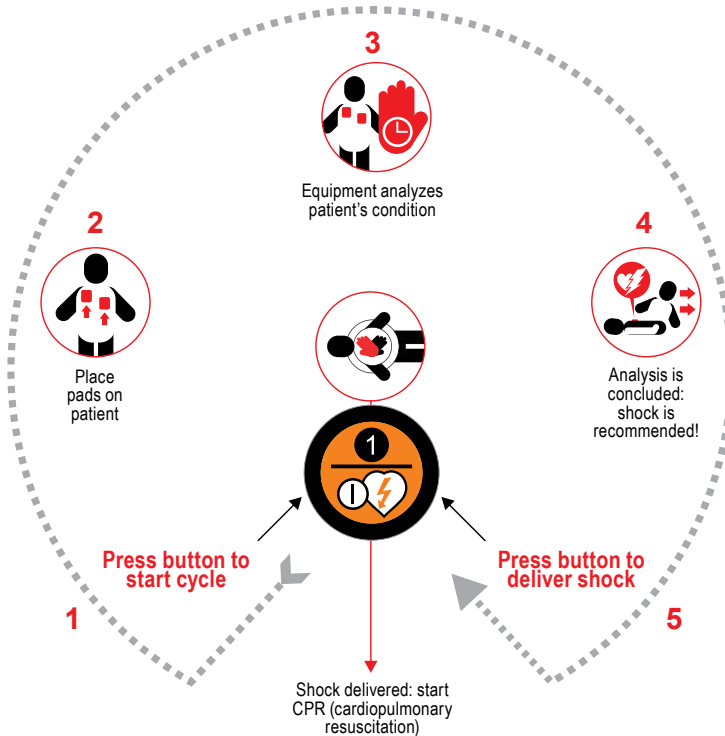 3
Equipment analyzes
patient's condition
2
Place
pads on
patient
4
Analysis is
concluded:
shock is
recommended!
1
Press button to
start cycle
1
Press button to
deliver shock
5
Shock delivered: start
CPR (cardiopulmonary
resuscitation)